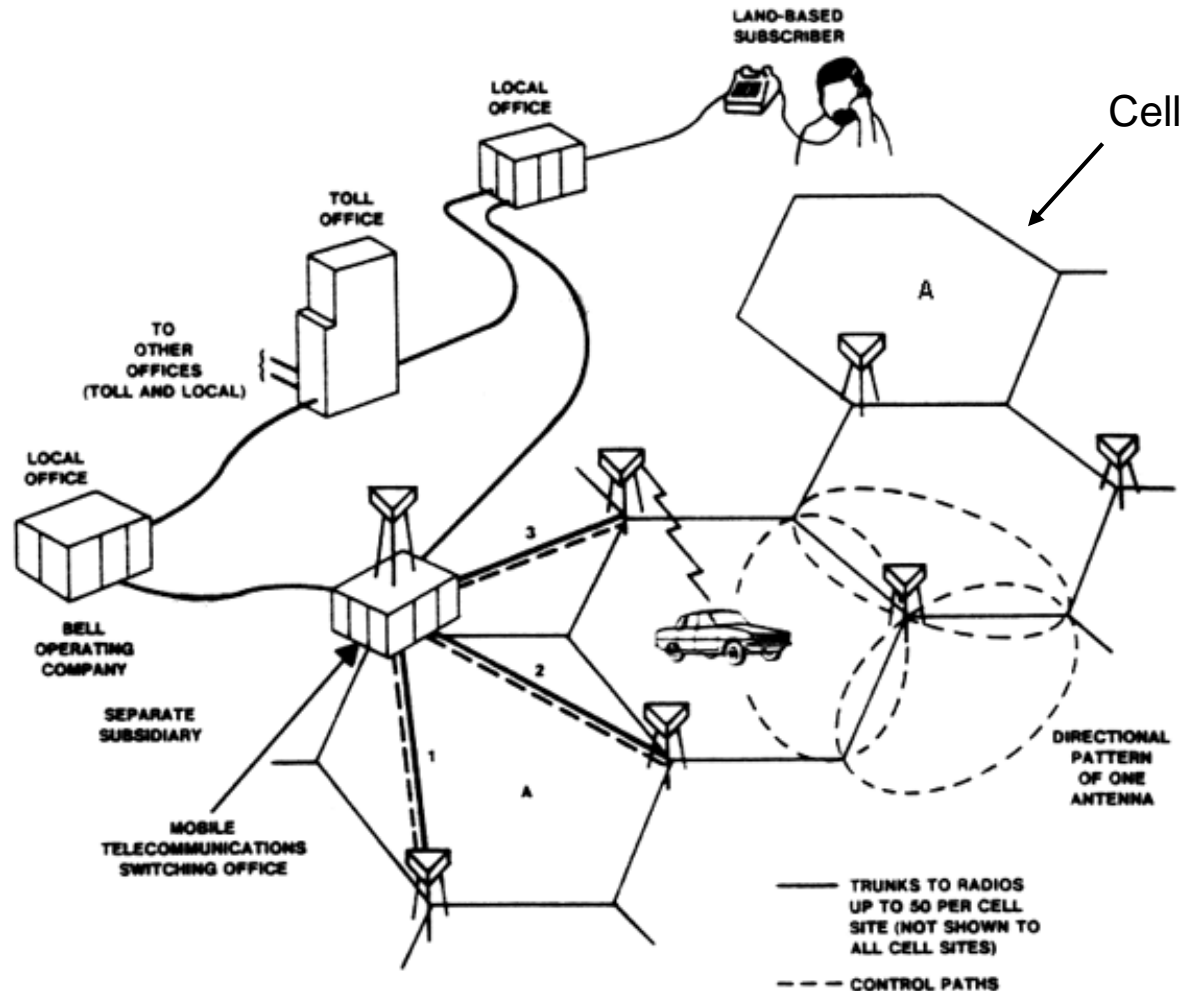 LAND-BASED
SUBSCRIBER
Cell
LOCAL
OFFICE
TOLL
OFFICE
A
TO
OTHER
OFFICES
(TOLL AND LOCAL)
LOCAL
OFFICE
3
BELL
OPERATING
COMPANY
2
SEPARATE
SUBSIDIARY
1
DIRECTIONAL
PATTERN
OF ONE
ANTENNA
A
MOBILE
TELECOMMUNICATIONS
SWITCHING OFFICE
TRUNKS TO RADIOS
UP TO 50 PER CELL
SITE (NOT SHOWN TO
ALL CELL SITES)
CONTROL PATHS